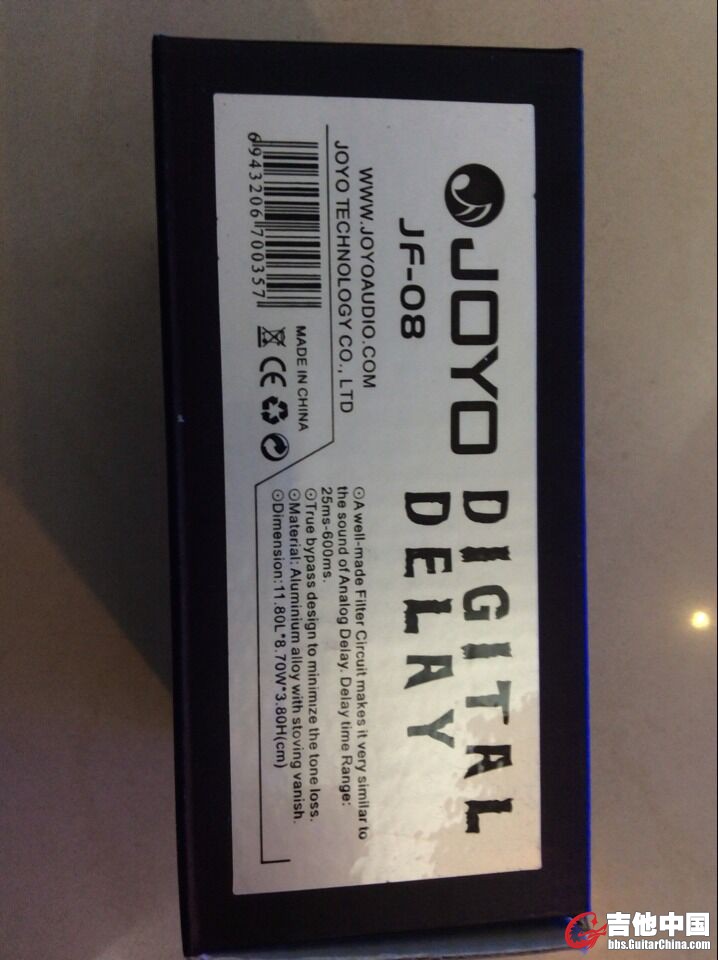 JOYO
JF-08
DIGITAL
DELAY
WWW.JOYOAUDIO.COM
JOYO TECHNOLOGY CO., LTD
6943206700357
MADE IN CHINA
CE
⊙A well-made Filter Circuit makes it very similar to
the sound of Analog Delay. Delay time Range:
25ms-600ms.
⊙True bypass design to minimize the tone loss.
⊙Material: Aluminium alloy with stoving vanish.
⊙Dimension:11.80L*8.70W*3.80H(cm)
吉他中国
bbs.GuitarChina.com